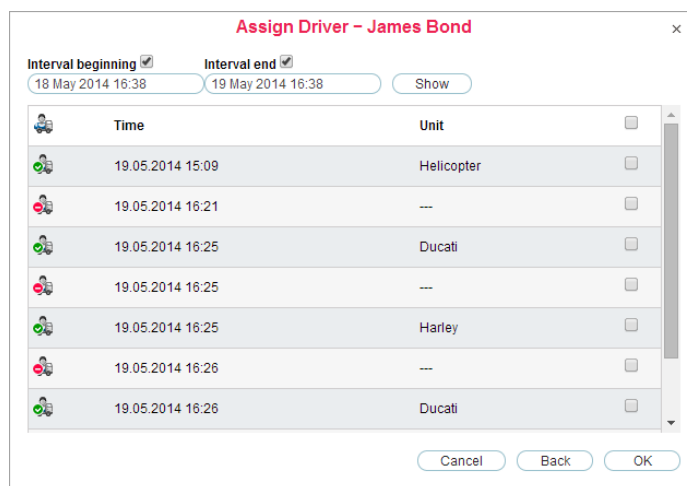 Assign Driver – James Bond
×
Interval beginning Interval end
18 May 2014 16:38 19 May 2014 16:38 Show
Time Unit
19.05.2014 15:09 Helicopter
19.05.2014 16:21 ---
19.05.2014 16:25 Ducati
19.05.2014 16:25 ---
19.05.2014 16:25 Harley
19.05.2014 16:26 ---
19.05.2014 16:26 Ducati
Cancel Back OK